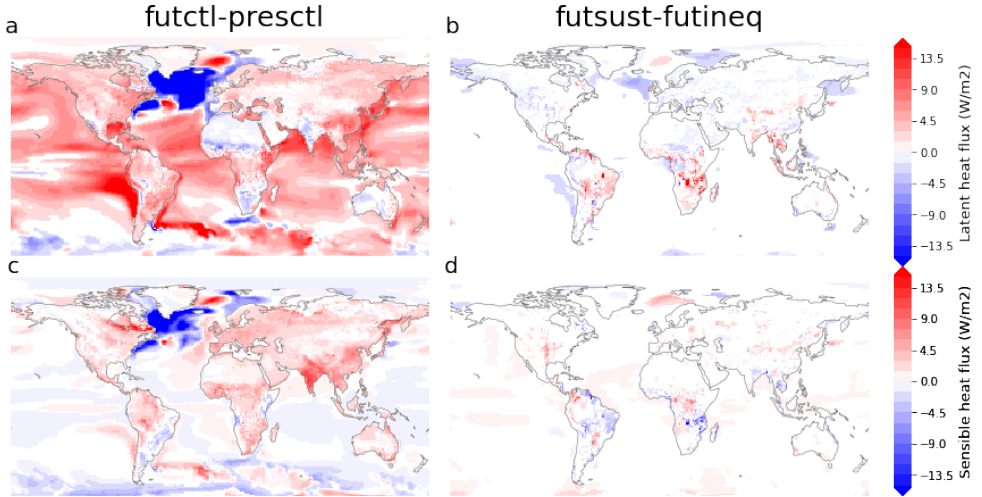 futctl-presctl
futsust-futineq
a
b
13.5
9.0
4.5
0.0
−4.5
−9.0
−13.5
Latent heat flux (W/m2)
c
d
13.5
9.0
4.5
0.0
−4.5
−9.0
−13.5
Sensible heat flux (W/m2)